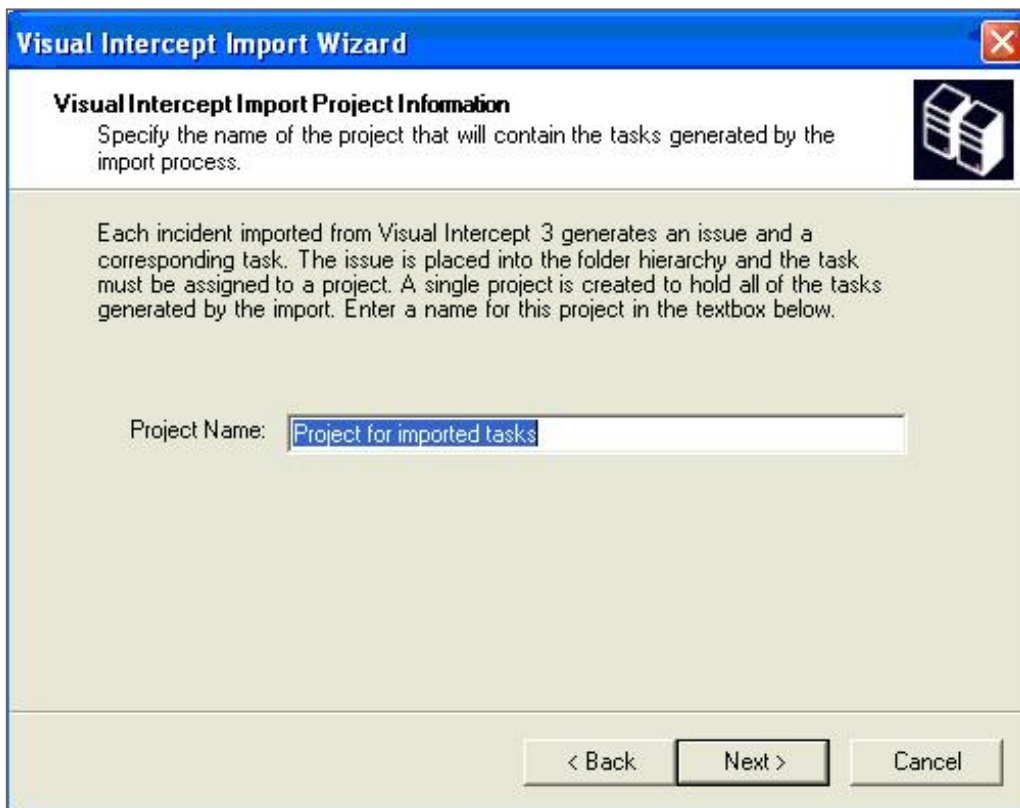 Visual Intercept Import Wizard
Visual Intercept Import Project Information
Specify the name of the project that will contain the tasks generated by the
import process.
Each incident imported from Visual Intercept 3 generates an issue and a
corresponding task. The issue is placed into the folder hierarchy and the task
must be assigned to a project. A single project is created to hold all of the tasks
generated by the import. Enter a name for this project in the textbox below.
Project Name: Project for imported tasks
< Back Next > Cancel